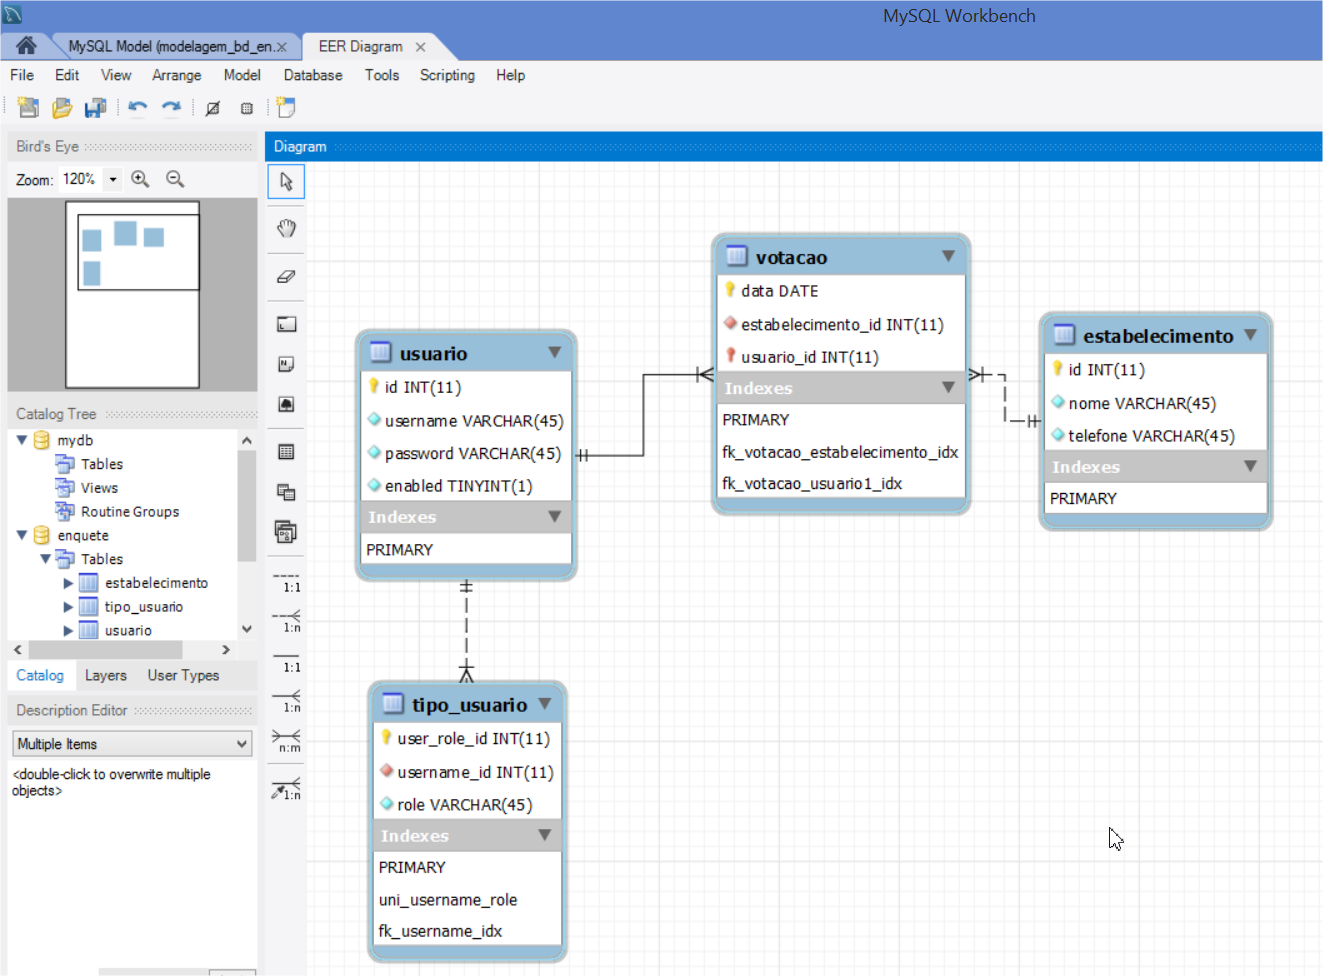 MySQL Workbench
MySQL Model (modelagem_bd_en.×
EER Diagram ×
File Edit View Arrange Model Database Tools Scripting Help
Bird's Eye
Zoom: 120%
Catalog Tree
mydb
Tables
Views
Routine Groups
enquete
Tables
estabelecimento
tipo_usuario
usuario
Catalog Layers User Types
Description Editor
Multiple Items
<double-click to overwrite multiple
objects>
Diagram
1:1
1:n
1:1
1:n
n:m
1:n
usuario
id INT(11)
username VARCHAR(45)
password VARCHAR(45)
enabled TINYINT(1)
Indexes
PRIMARY
votacao
data DATE
estabelecimento_id INT(11)
usuario_id INT(11)
Indexes
PRIMARY
fk_votacao_estabelecimento_idx
fk_votacao_usuario1_idx
estabelecimento
id INT(11)
nome VARCHAR(45)
telefone VARCHAR(45)
Indexes
PRIMARY
tipo_usuario
user_role_id INT(11)
username_id INT(11)
role VARCHAR(45)
Indexes
PRIMARY
uni_username_role
fk_username_idx